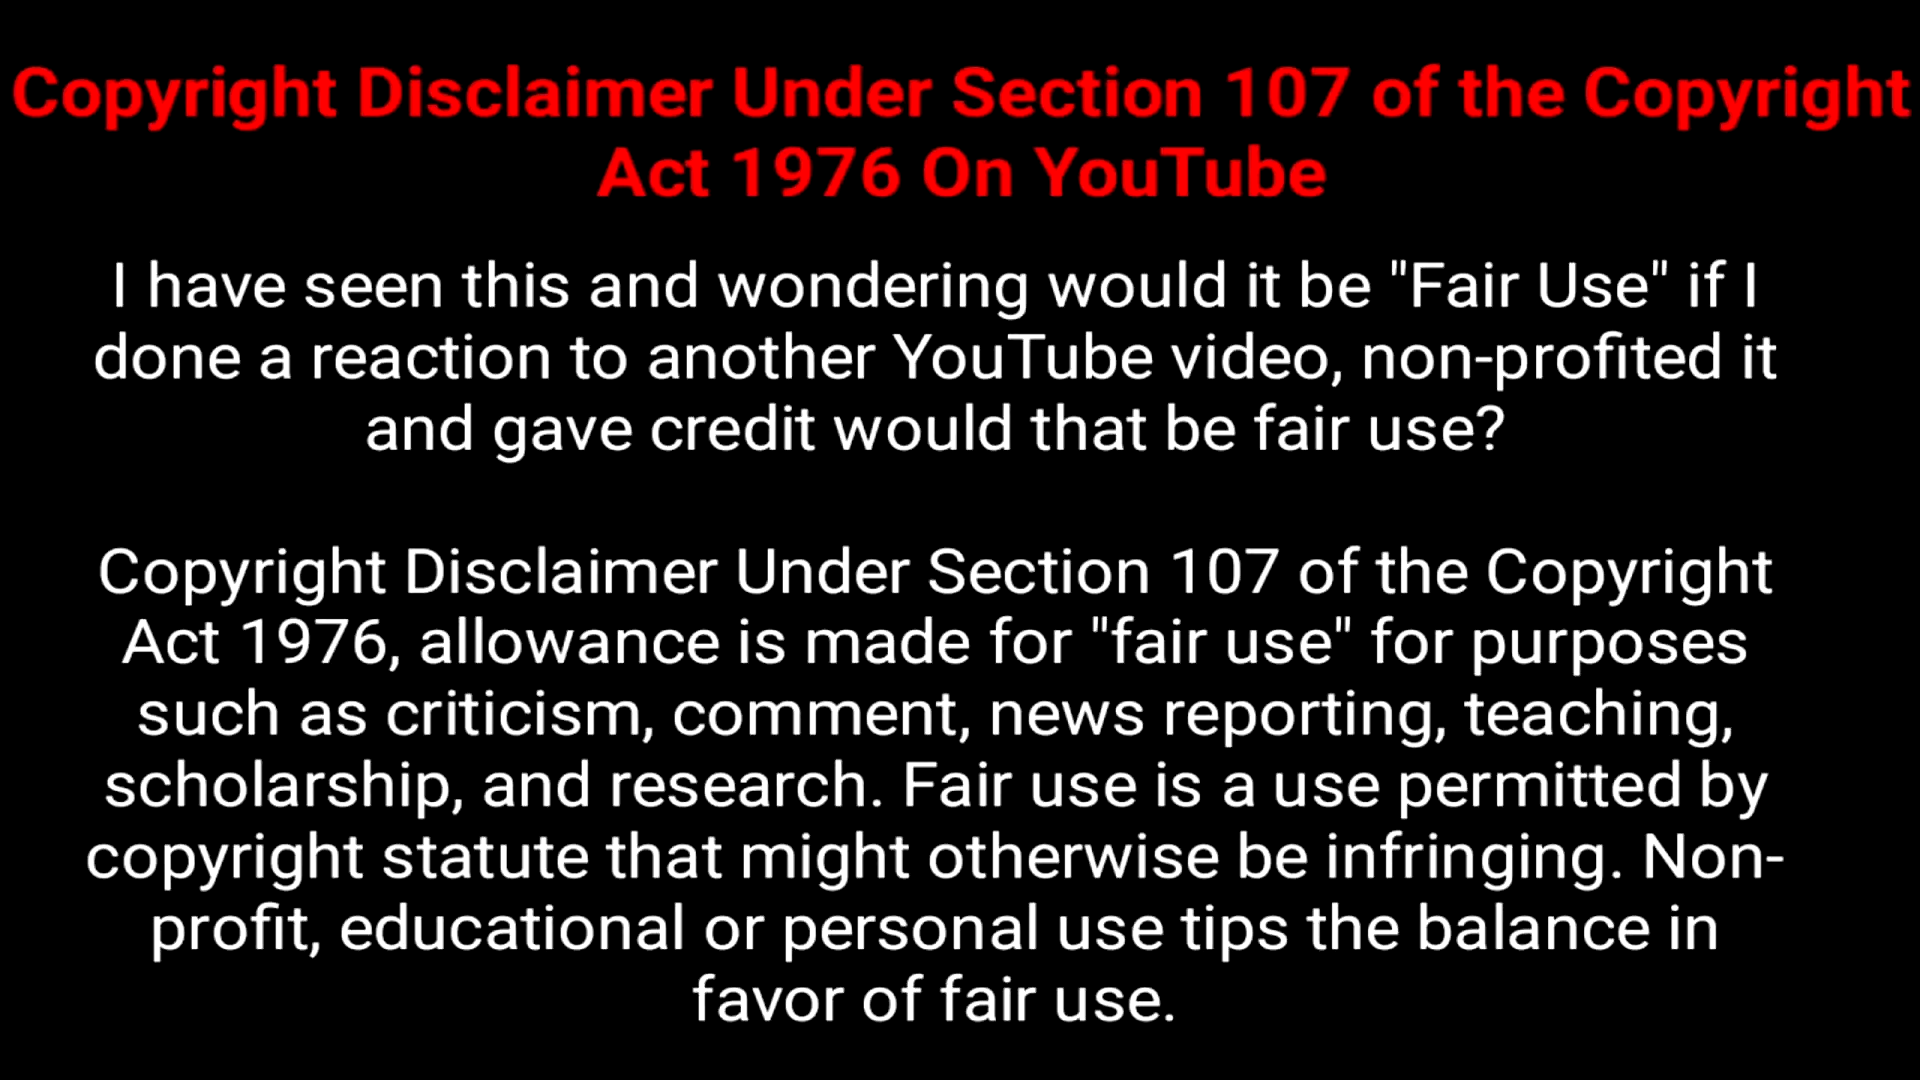 Copyright Disclaimer Under Section 107 of the Copyright
Act 1976 On YouTube
I have seen this and wondering would it be "Fair Use" if I
done a reaction to another YouTube video, non-profited it
and gave credit would that be fair use?
Copyright Disclaimer Under Section 107 of the Copyright
Act 1976, allowance is made for "fair use" for purposes
such as criticism, comment, news reporting, teaching,
scholarship, and research. Fair use is a use permitted by
copyright statute that might otherwise be infringing. Non-
profit, educational or personal use tips the balance in
favor of fair use.